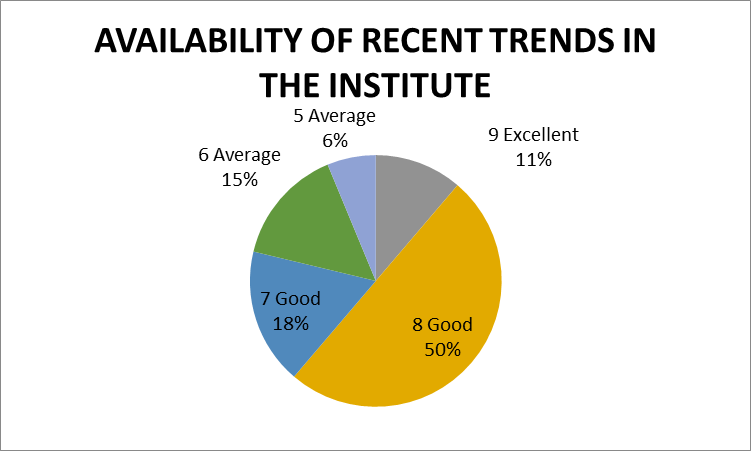 AVAILABILITY OF RECENT TRENDS IN
THE INSTITUTE
5 Average
6%
9 Excellent
11%
6 Average
15%
7 Good
18%
8 Good
50%